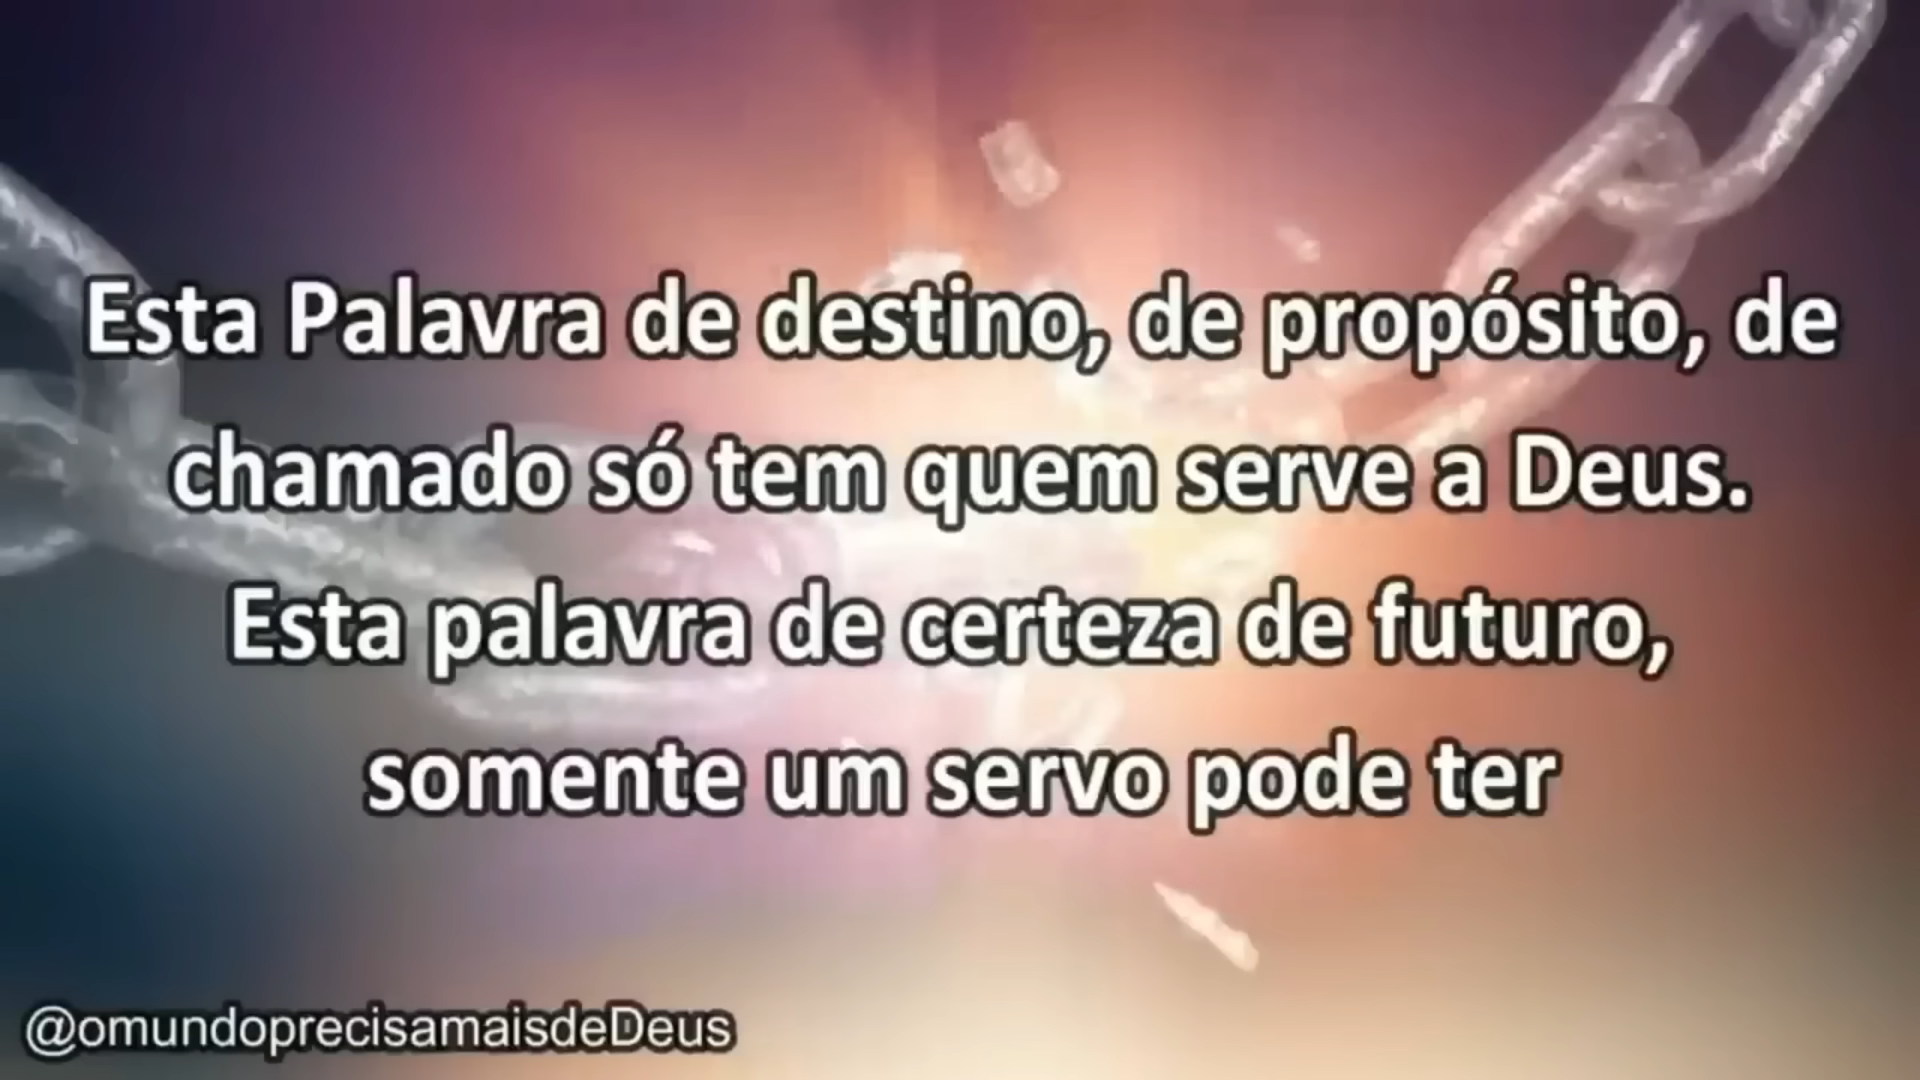 Esta Palavra de destino, de propósito, de
chamado só tem quem serve a Deus.
Esta palavra de certeza de futuro,
somente um servo pode ter
@omundoprecisamaisdeDeus